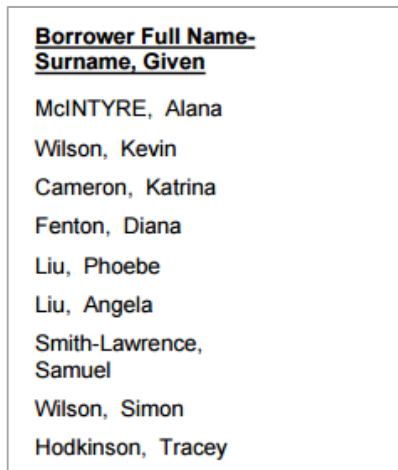 Borrower Full Name-
Surname, Given
McINTYRE, Alana
Wilson, Kevin
Cameron, Katrina
Fenton, Diana
Liu, Phoebe
Liu, Angela
Smith-Lawrence,
Samuel
Wilson, Simon
Hodkinson, Tracey